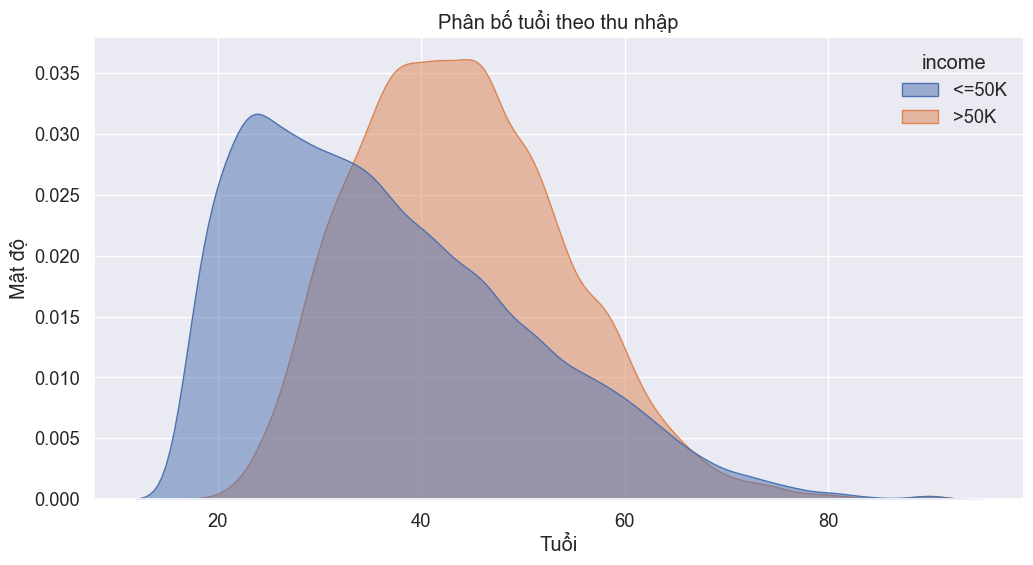 Phân bố tuổi theo thu nhập
income
<=50K
>50K
Mật độ
0.035
0.030
0.025
0.020
0.015
0.010
0.005
0.000
20 40 60 80
Tuổi